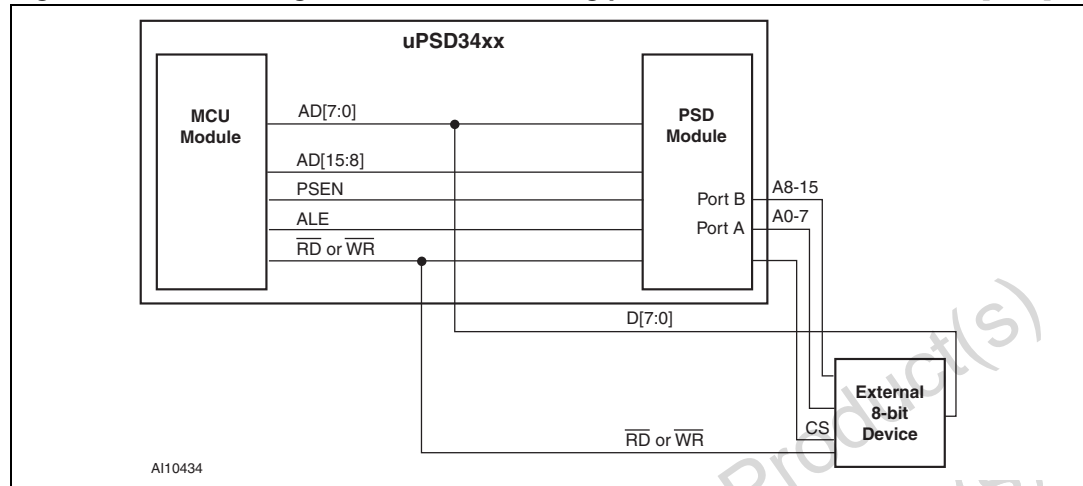 uPSD34xx
MCU
Module
AD[7:0]
AD[15:8]
PSEN
ALE
RD or WR
PSD
Module
Port B
Port A
A8-15
A0-7
D[7:0]
External
8-bit
Device
CS
RD or WR
AI10434
Product(s)